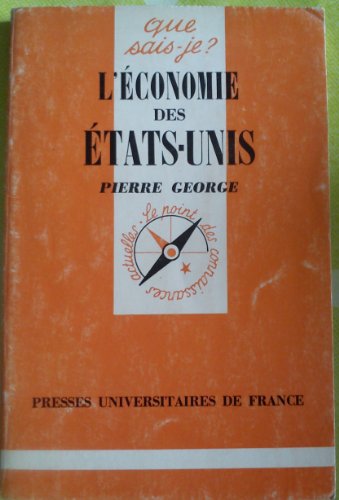 que
sais-je?
L'ÉCONOMIE
DES
ÉTATS-UNIS
PIERRE GEORGE
le point des connaissances actuelles
PRESSES UNIVERSITAIRES DE FRANCE